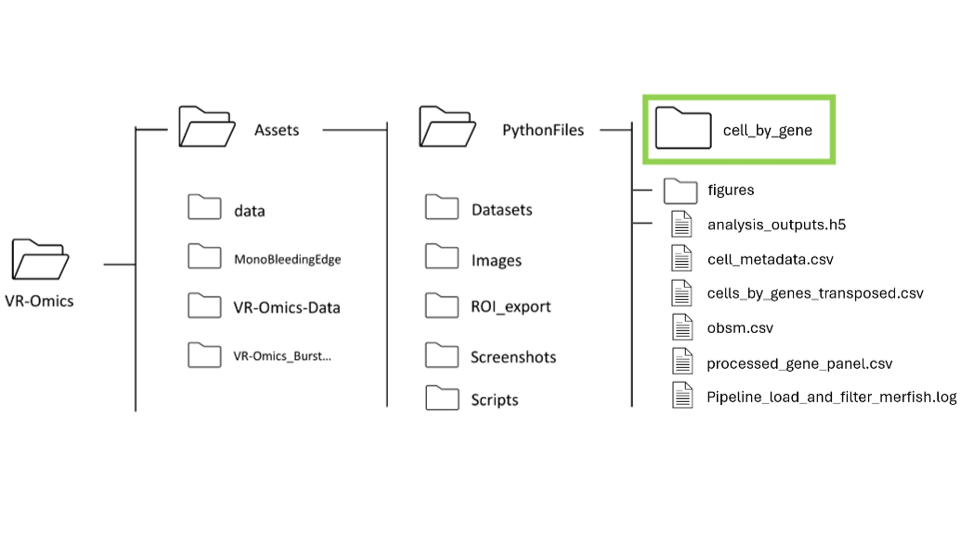 VR-Omics
Assets
data
MonoBleedingEdge
VR-Omics-Data
VR-Omics_Burst...
PythonFiles
Datasets
Images
ROI_export
Screenshots
Scripts
cell_by_gene
figures
analysis_outputs.h5
cell_metadata.csv
cells_by_genes_transposed.csv
obsm.csv
processed_gene_panel.csv
Pipeline_load_and_filter_merfish.log